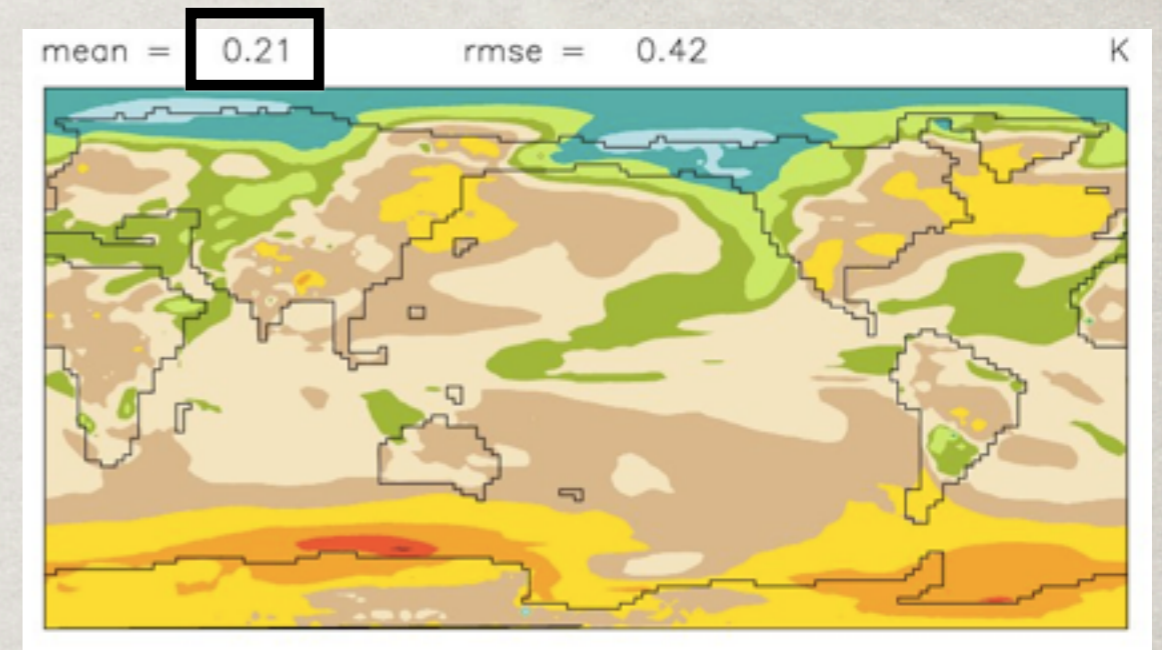 mean = 0.21 rmse = 0.42 K